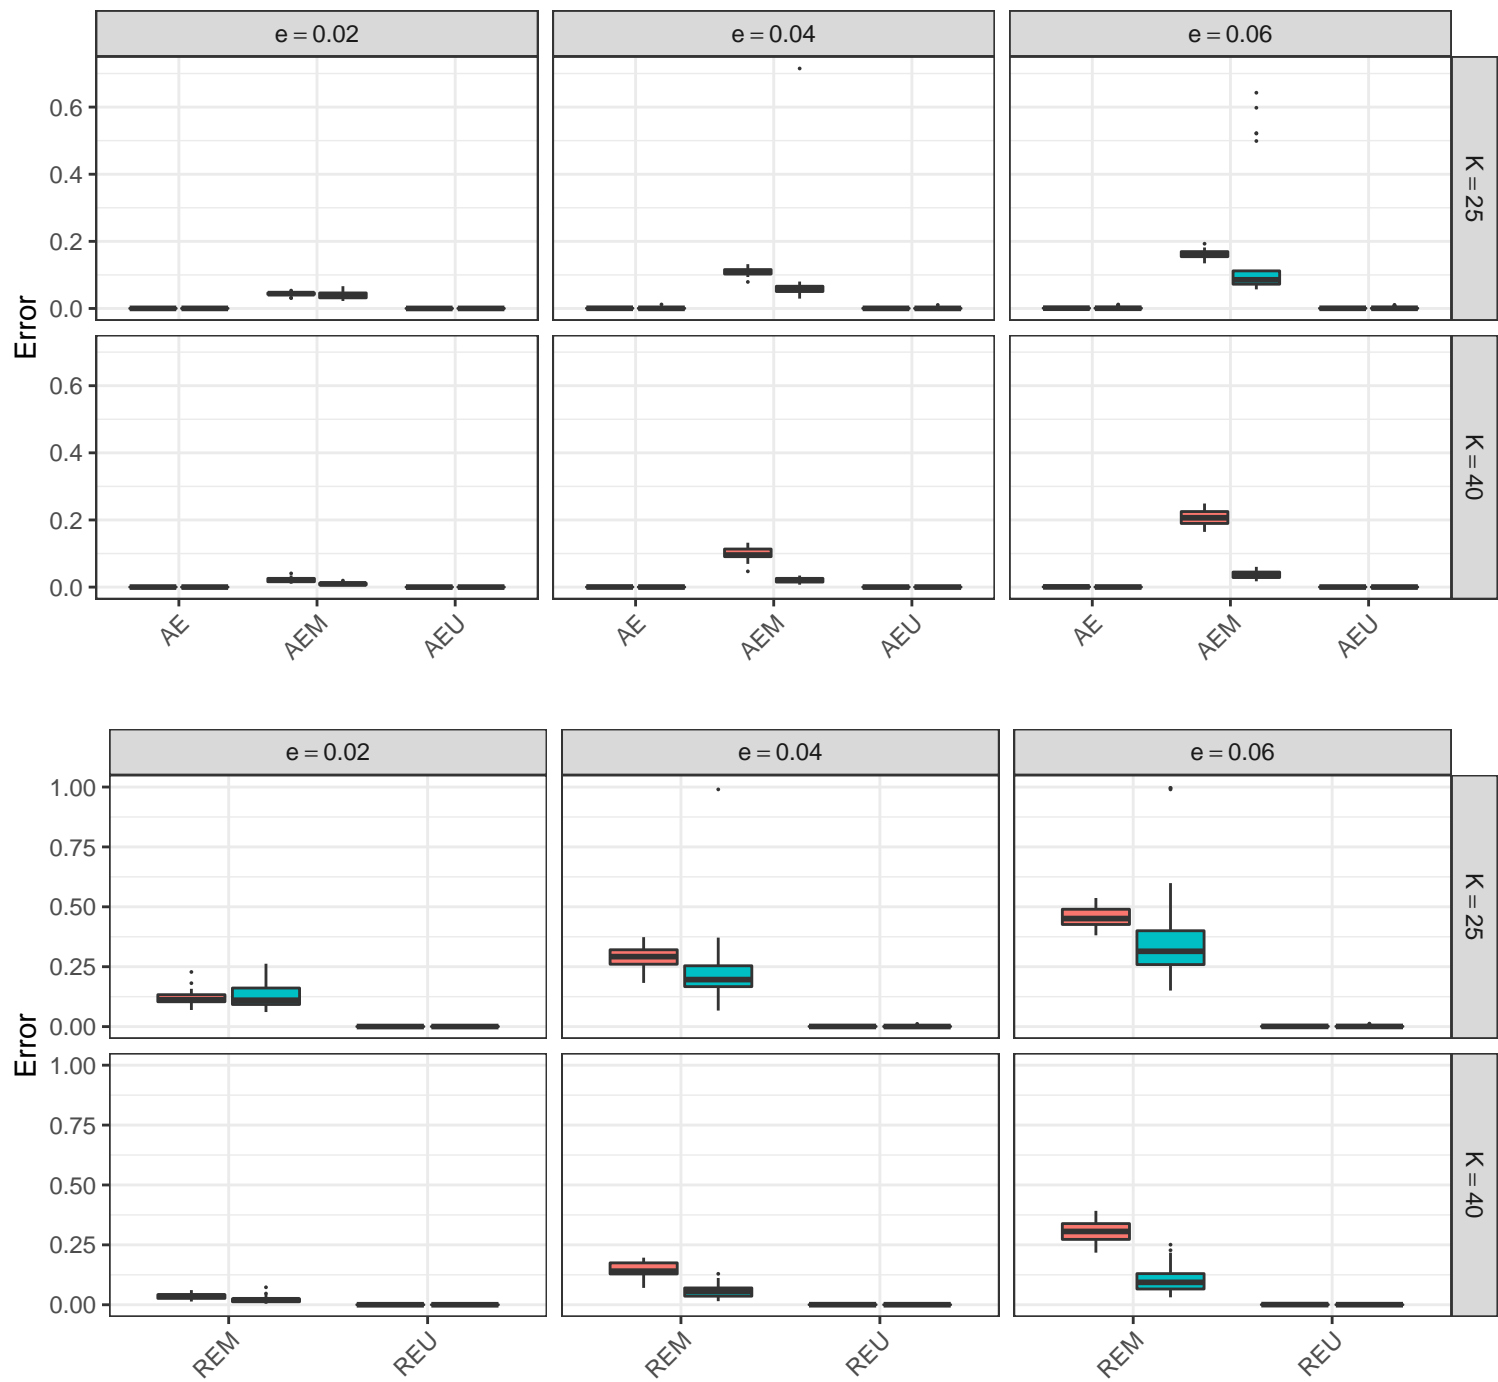 e = 0.02
e = 0.04
e = 0.06
0.6
0.4
0.2
0.0
K = 25
Error
0.6
0.4
0.2
0.0
K = 40
AE
AEM
AEU
AE
AEM
AEU
AE
AEM
AEU
e = 0.02
e = 0.04
e = 0.06
1.00
0.75
0.50
0.25
0.00
K = 25
Error
1.00
0.75
0.50
0.25
0.00
K = 40
REM
REU
REM
REU
REM
REU